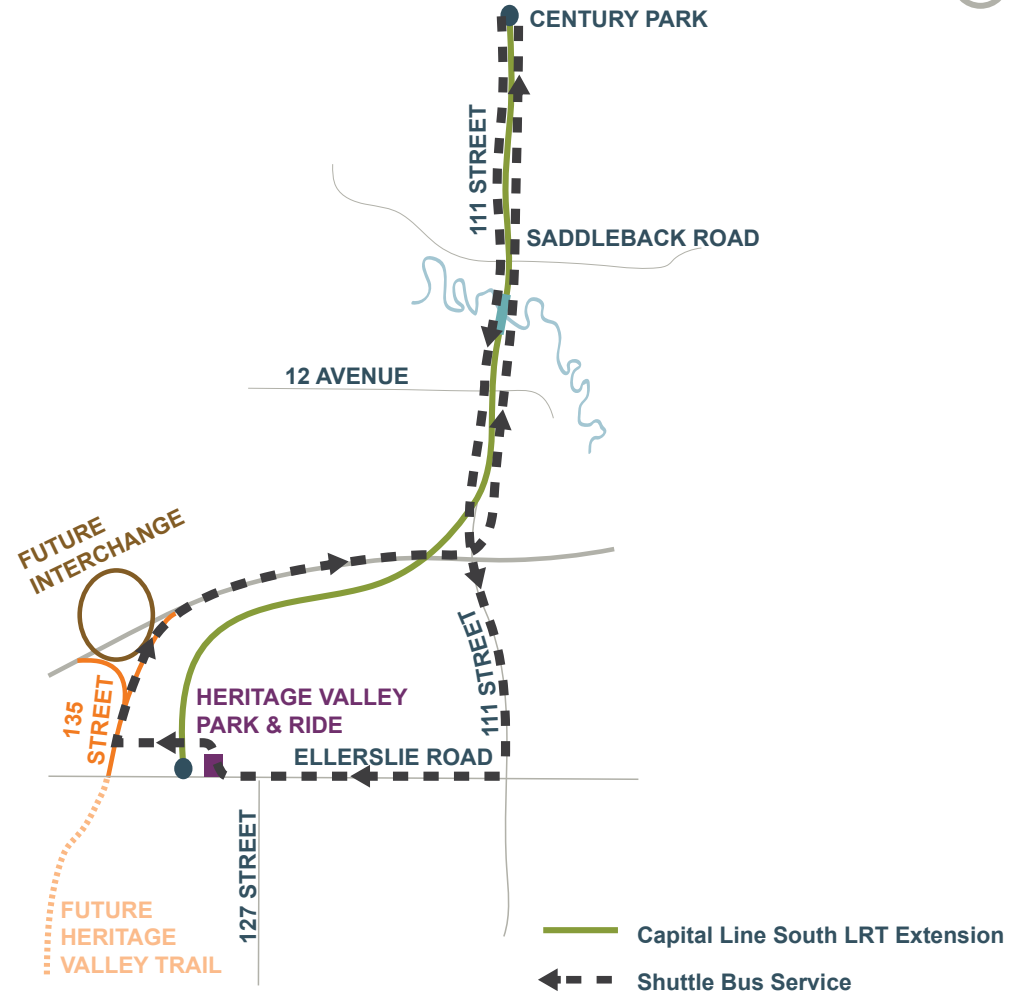 CENTURY PARK
111 STREET
SADDLEBACK ROAD
12 AVENUE
FUTURE
INTERCHANGE
135
STREET
HERITAGE VALLEY
PARK & RIDE
111 STREET
ELLERSLIE ROAD
127 STREET
FUTURE
HERITAGE
VALLEY TRAIL
Capital Line South LRT Extension
Shuttle Bus Service